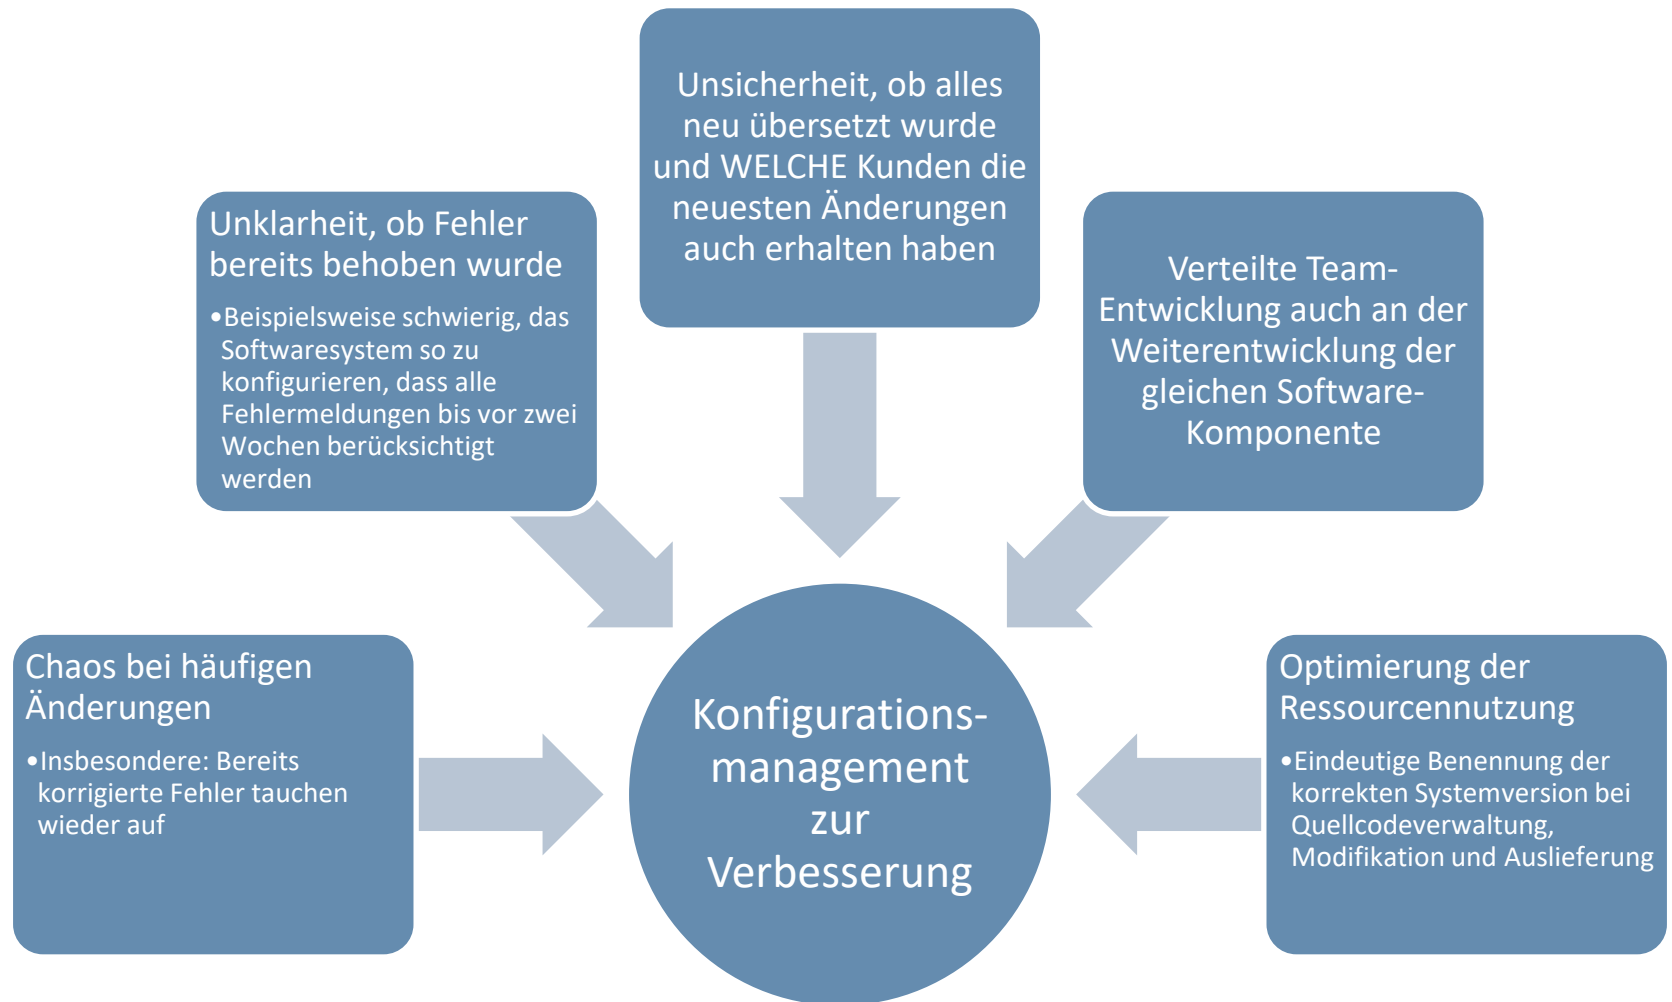 Unsicherheit, ob alles
neu übersetzt wurde
und WELCHE Kunden die
neuesten Änderungen
auch erhalten haben
Unklarheit, ob Fehler
bereits behoben wurde
•Beispielsweise schwierig, das
Softwaresystem so zu
konfigurieren, dass alle
Fehlermeldungen bis vor zwei
Wochen berücksichtigt
werden
Verteilte Team-
Entwicklung auch an der
Weiterentwicklung der
gleichen Software-
Komponente
Chaos bei häufigen
Änderungen
•Insbesondere: Bereits
korrigierte Fehler tauchen
wieder auf
Konfigurations-
management
zur
Verbesserung
Optimierung der
Ressourcennutzung
•Eindeutige Benennung der
korrekten Systemversion bei
Quellcodeverwaltung,
Modifikation und Auslieferung